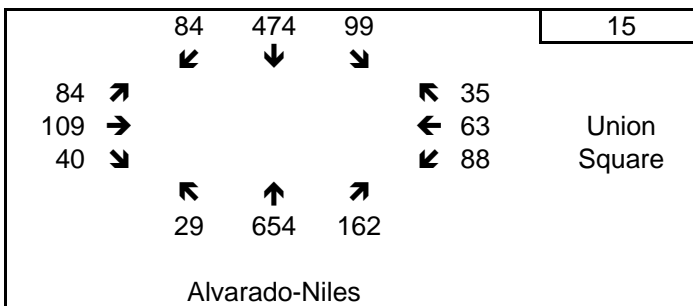 84 474 99 15
↙ ↓ ↘
84 ↗ ↖ 35
109 → ← 63 Union
40 ↘ ↙ 88 Square
↖ ↑ ↗
29 654 162
Alvarado-Niles